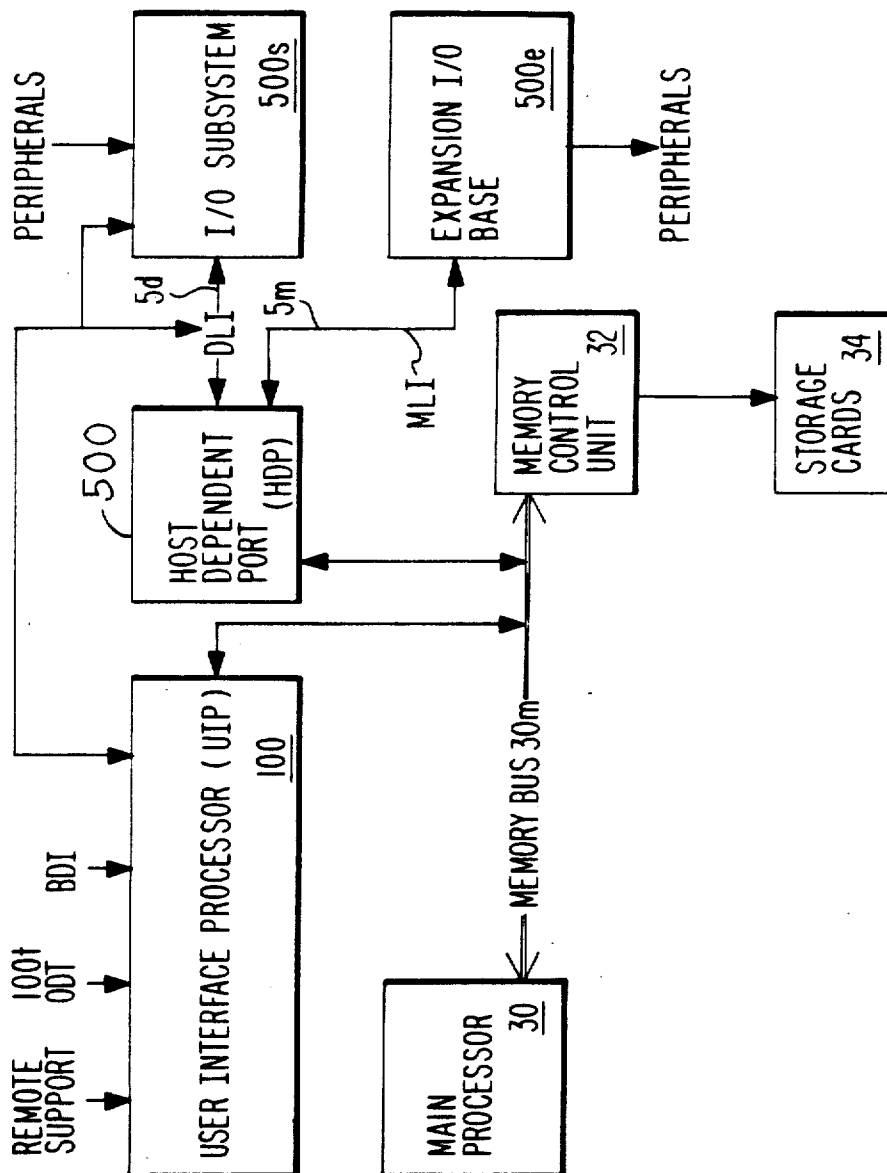 REMOTE
SUPPORT
100t
ODT
BDI
USER INTERFACE PROCESSOR (UIP)
100
HOST
DEPENDENT
PORT
(HDP)
500
DLI
5d
5m
MLI
PERIPHERALS
I/O SUBSYSTEM
500s
EXPANSION I/O
BASE
500e
PERIPHERALS
MAIN
PROCESSOR
30
MEMORY BUS 30m
MEMORY
CONTROL
UNIT
32
STORAGE
CARDS
34